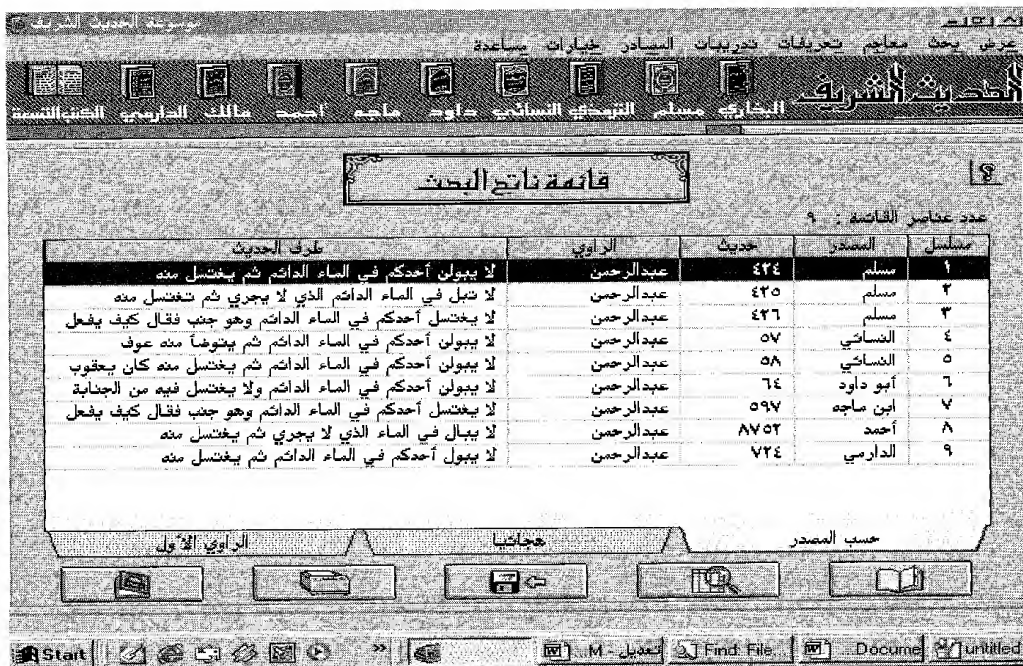 موسوعة الحديث الشريف
عرض بحث معاجم تعريفات تدريبات المصادر خيارات مساعدة
الحديث الشريف
البخاري مسلم الترمذي النسائي داود ماجه أحمد مالك الدارمي الكتب التسعة
قائمة ناتج البحث
عدد عناصر القائمة : ٩
مسلسل المصدر حديث الراوي طرف الحديث
١ مسلم ٤٢٤ عبدالرحمن لا يبولن أحدكم في الماء الدائم ثم يغتسل منه
٢ مسلم ٤٢٥ عبدالرحمن لا تبل في الماء الدائم الذي لا يجري ثم تغتسل منه
٣ مسلم ٤٢٦ عبدالرحمن لا يغتسل أحدكم في الماء الدائم وهو جنب فقال كيف يفعل
٤ النسائي ٥٧ عبدالرحمن لا يبولن أحدكم في الماء الدائم ثم يتوضأ منه عوف
٥ النسائي ٥٨ عبدالرحمن لا يبولن أحدكم في الماء الدائم ثم يغتسل منه كان يعقوب
٦ أبو داود ٦٤ عبدالرحمن لا يبولن أحدكم في الماء الدائم ولا يغتسل فيه من الجنابة
٧ ابن ماجه ٥٩٧ عبدالرحمن لا يغتسل أحدكم في الماء الدائم وهو جنب فقال كيف يفعل
٨ أحمد ٨٧٥٢ عبدالرحمن لا يبال في الماء الذي لا يجري ثم يغتسل منه
٩ الدارمي ٧٢٤ عبدالرحمن لا يبول أحدكم في الماء الدائم ثم يغتسل منه
حسب المصدر هجائيا الراوي الأول
Start » تعديل - M... Find: File... ...Docume untitled